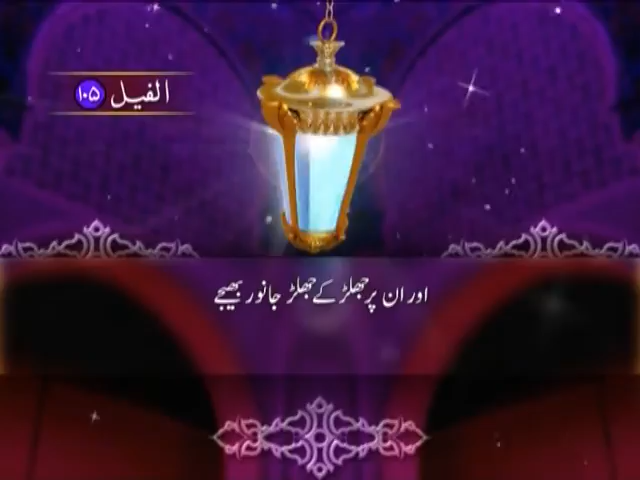 الفیل ۱۰۵
اور ان پر جھلڑ کے جھلڑ جانور بھیجے